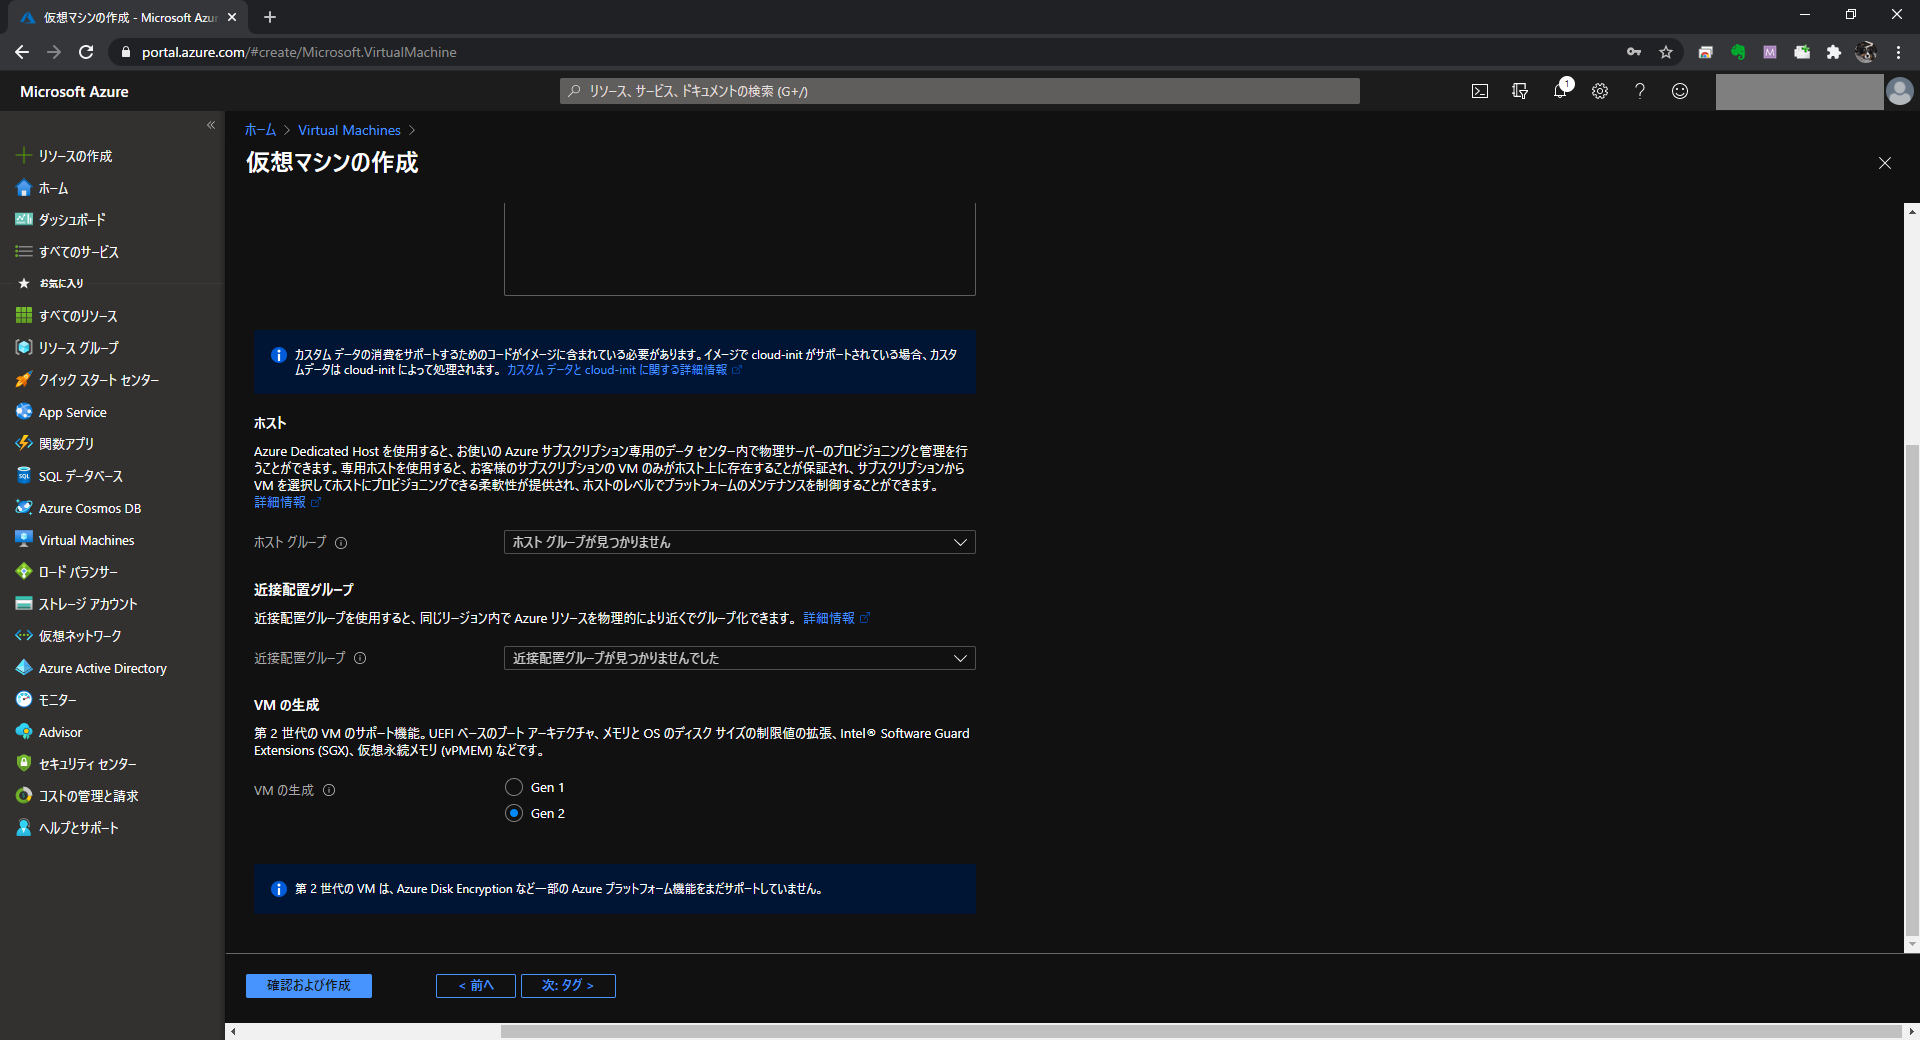 仮想マシンの作成 - Microsoft Azur
portal.azure.com/#create/Microsoft.VirtualMachine
Microsoft Azure
リソース、サービス、ドキュメントの検索 (G+/)
1
リソースの作成
ホーム
ダッシュボード
すべてのサービス
お気に入り
すべてのリソース
リソース グループ
クイック スタート センター
App Service
関数アプリ
SQL データベース
Azure Cosmos DB
Virtual Machines
ロード バランサー
ストレージ アカウント
仮想ネットワーク
Azure Active Directory
モニター
Advisor
セキュリティ センター
コストの管理と請求
ヘルプとサポート
ホーム > Virtual Machines >
仮想マシンの作成
カスタム データの消費をサポートするためのコードがイメージに含まれている必要があります。イメージで cloud-init がサポートされている場合、カスタ
ムデータは cloud-init によって処理されます。 カスタム データと cloud-init に関する詳細情報
ホスト
Azure Dedicated Host を使用すると、お使いの Azure サブスクリプション専用のデータ センター内で物理サーバーのプロビジョニングと管理を行
うことができます。専用ホストを使用すると、お客様のサブスクリプションの VM のみがホスト上に存在することが保証され、サブスクリプションから
VM を選択してホストにプロビジョニングできる柔軟性が提供され、ホストのレベルでプラットフォームのメンテナンスを制御することができます。
詳細情報
ホスト グループ
ホスト グループが見つかりません
近接配置グループ
近接配置グループを使用すると、同じリージョン内で Azure リソースを物理的により近くでグループ化できます。 詳細情報
近接配置グループ
近接配置グループが見つかりませんでした
VM の生成
第 2 世代の VM のサポート機能。UEFI ベースのブート アーキテクチャ、メモリと OS のディスク サイズの制限値の拡張、Intel® Software Guard
Extensions (SGX)、仮想永続メモリ (vPMEM) などです。
VM の生成
Gen 1
Gen 2
第 2 世代の VM は、Azure Disk Encryption など一部の Azure プラットフォーム機能をまだサポートしていません。
確認および作成
< 前へ
次: タグ >